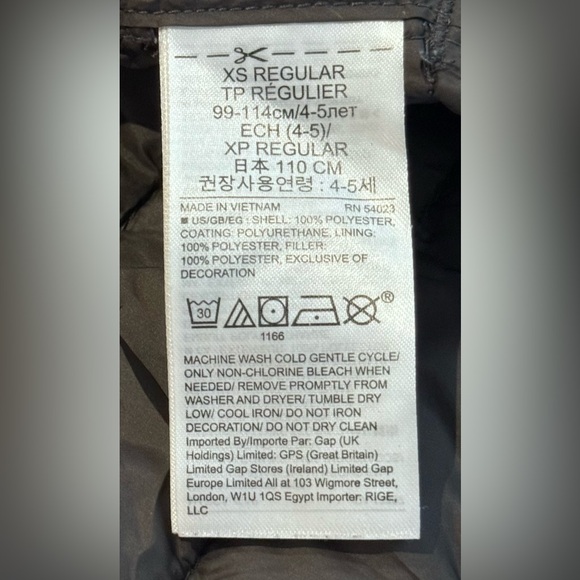 XS REGULAR
TP RÉGULIER
99-114см/4-5лет
ECH (4-5)/
XP REGULAR
日本 110 CM
권장사용연령 : 4-5세
MADE IN VIETNAM RN 54023
■ US/GB/EG : SHELL: 100% POLYESTER,
COATING: POLYURETHANE, LINING:
100% POLYESTER, FILLER:
100% POLYESTER, EXCLUSIVE OF
DECORATION
30
®
1166
MACHINE WASH COLD GENTLE CYCLE/
ONLY NON-CHLORINE BLEACH WHEN
NEEDED/ REMOVE PROMPTLY FROM
WASHER AND DRYER/ TUMBLE DRY
LOW/ COOL IRON/ DO NOT IRON
DECORATION/ DO NOT DRY CLEAN
Imported By/Importe Par: Gap (UK
Holdings) Limited: GPS (Great Britain)
Limited Gap Stores (Ireland) Limited Gap
Europe Limited All at 103 Wigmore Street,
London, W1U 1QS Egypt Importer: RIGE,
LLC